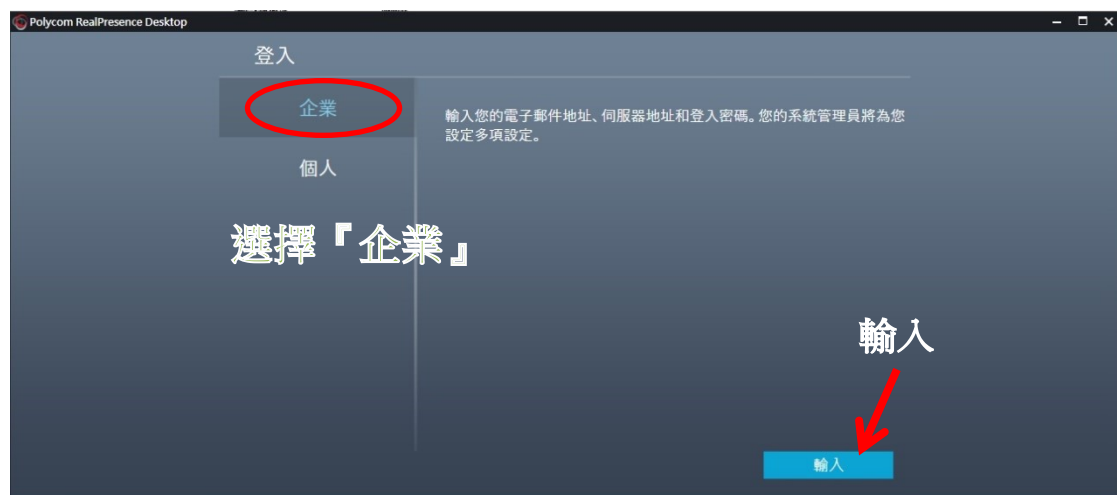 Polycom RealPresence Desktop
登入
企業
輸入您的電子郵件地址、伺服器地址和登入密碼。您的系統管理員將為您
設定多項設定。
個人
選擇『企業』
輸入
輸入